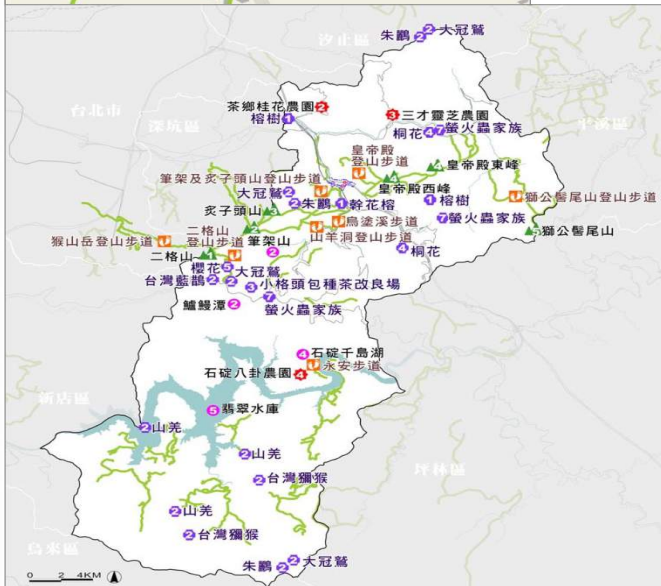 朱鸝 2 2 大冠鷲
汐止區
台北市
茶鄉桂花農園 2
3 三才靈芝農園
平溪區
深坑區
榕樹 1
桐花 4 7 螢火蟲家族
皇帝殿
登山步道
皇帝殿東峰
筆架及炙子頭山登山步道
皇帝殿西峰
大冠鷲 2
2 朱鸝 1 幹花榕
榕樹
獅公髻尾山登山步道
炙子頭山
烏塗溪步道
7 螢火蟲家族
二格山
登山步道
筆架山
山羊洞登山步道
獅公髻尾山
猴山岳登山步道
2
4 桐花
二格山
櫻花 5 大冠鷲
台灣藍鵲 2 2
3 小格頭包種茶改良場
鱸鰻潭 2
7 螢火蟲家族
4 石碇千島湖
永安步道
石碇八卦農園 4
新店區
5 翡翠水庫
2 山羌
2 山羌
坪林區
2 台灣獼猴
2 山羌
2 台灣獼猴
烏來區
朱鸝 2 2 大冠鷲
0 2 4KM